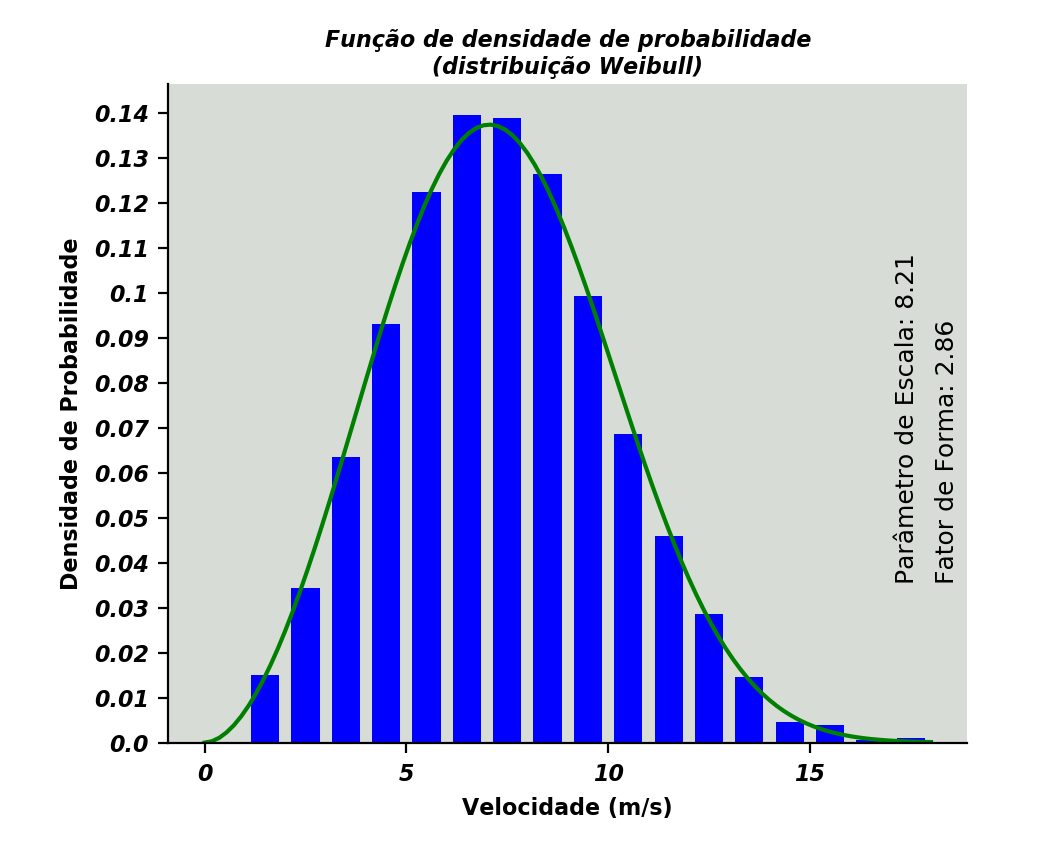 Função de densidade de probabilidade
(distribuição Weibull)
Densidade de Probabilidade
0.14
0.13
0.12
0.11
0.1
0.09
0.08
0.07
0.06
0.05
0.04
0.03
0.02
0.01
0.0
Parâmetro de Escala: 8.21
Fator de Forma: 2.86
0 5 10 15
Velocidade (m/s)